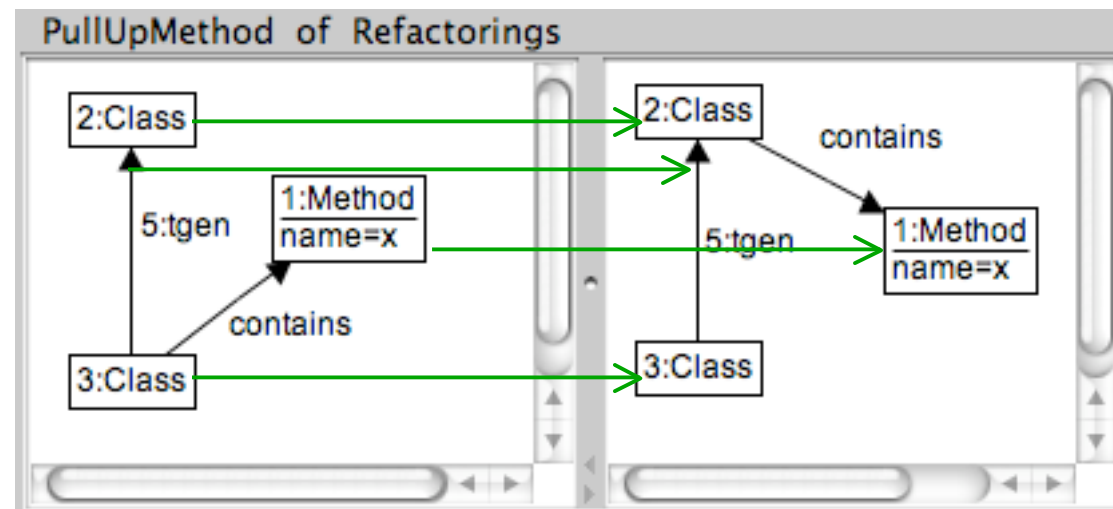 PullUpMethod of Refactorings
2:Class
1:Method
name=x
5:tgen
contains
3:Class
2:Class
contains
1:Method
name=x
5:tgen
3:Class